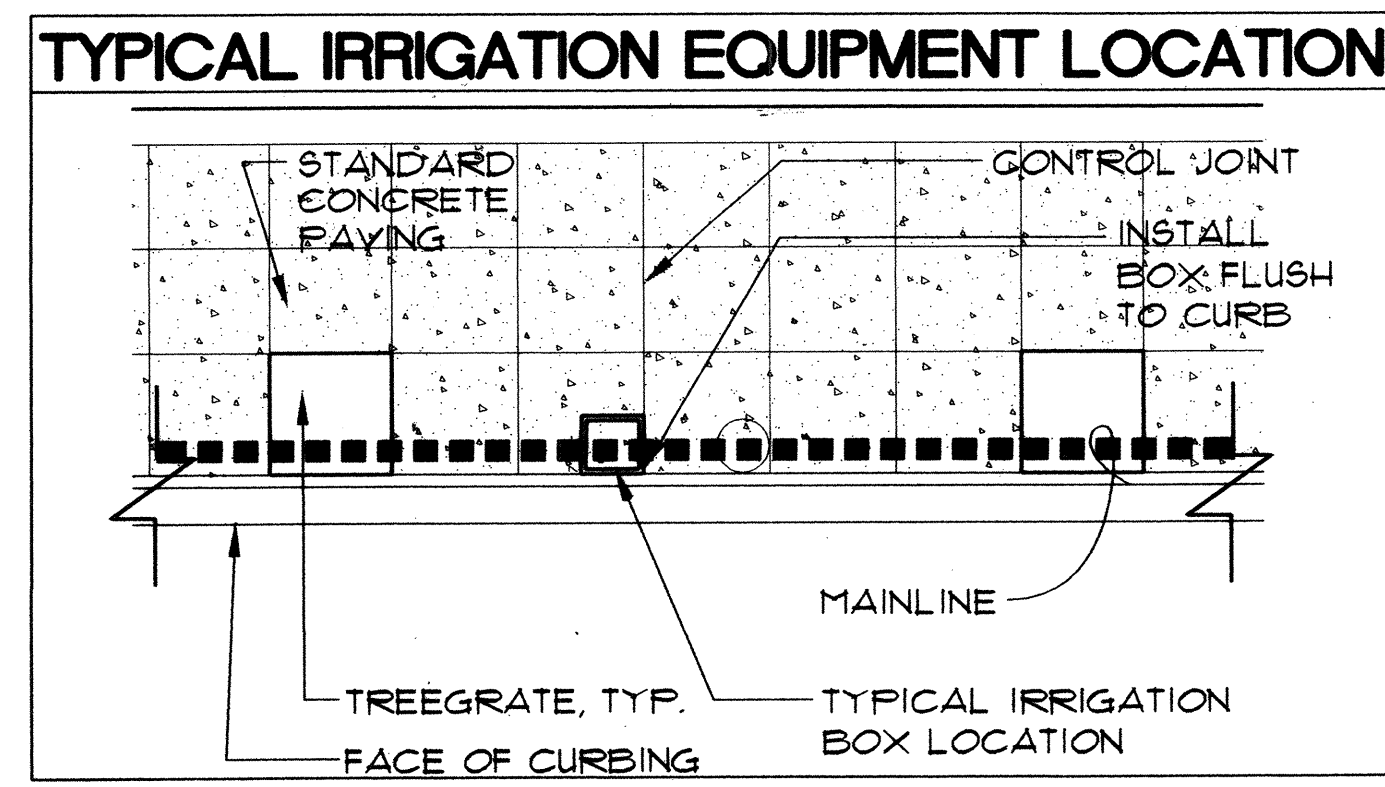 TYPICAL IRRIGATION EQUIPMENT LOCATION
STANDARD
CONCRETE
PAVING
CONTROL JOINT
INSTALL
BOX FLUSH
TO CURB
MAINLINE
TREEGRATE, TYP.
TYPICAL IRRIGATION
BOX LOCATION
FACE OF CURBING